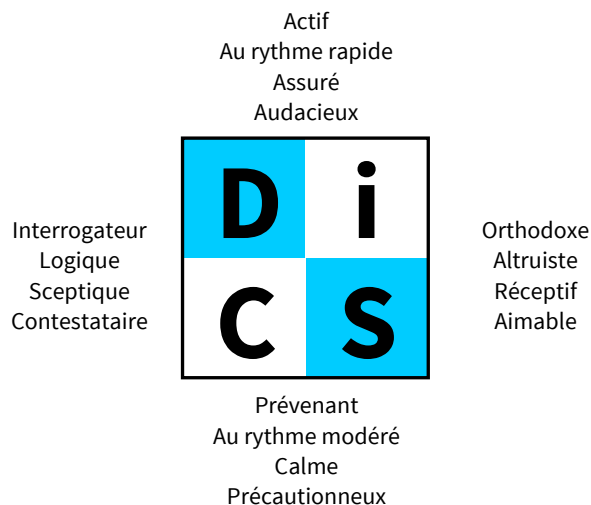 Actif
Au rythme rapide
Assuré
Audacieux
D i
Interrogateur
Logique
Sceptique
Contestataire
Orthodoxe
Altruiste
Réceptif
Aimable
C S
Prévenant
Au rythme modéré
Calme
Précautionneux